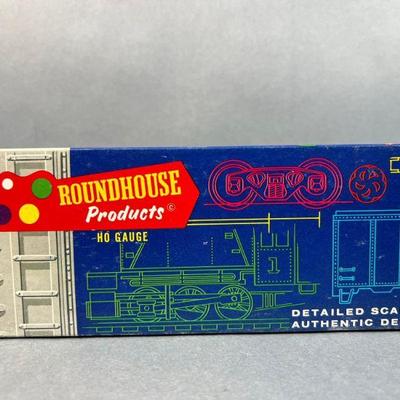 ROUNDHOUSE
Products ©
HO GAUGE
1
DETAILED SCA
AUTHENTIC DE